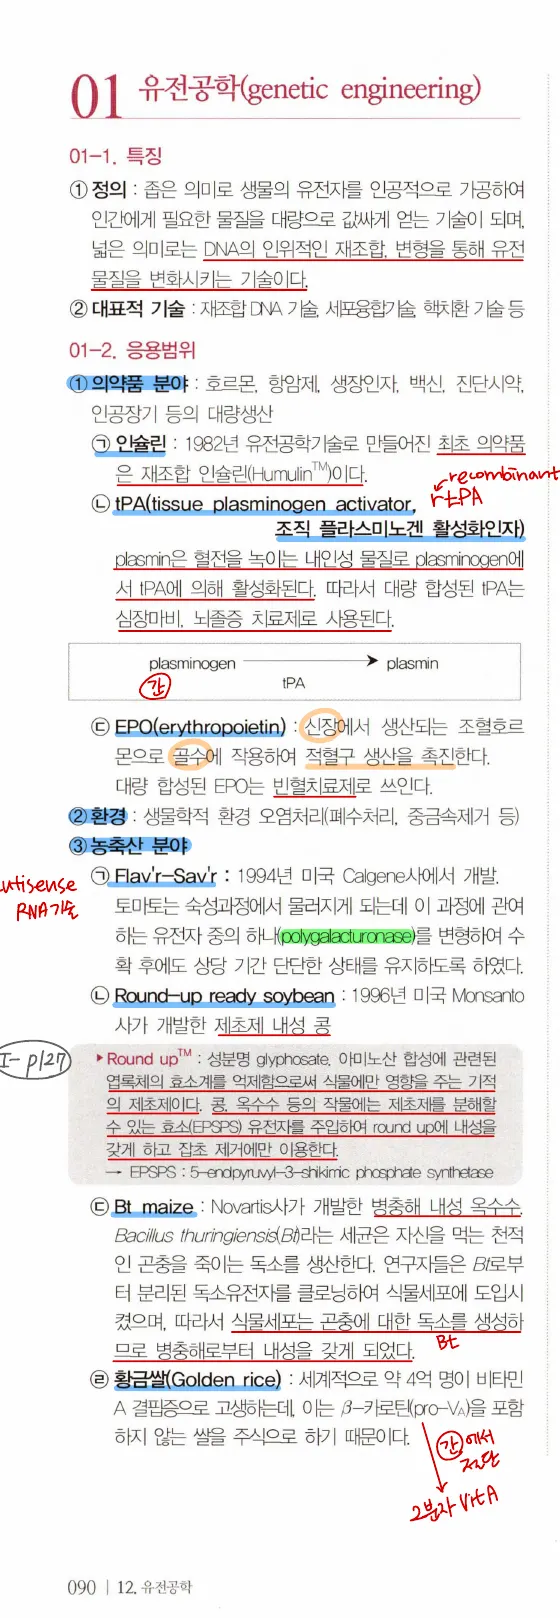 01 유전공학(genetic engineering)
01-1. 특징
① 정의 : 좁은 의미로 생물의 유전자를 인공적으로 가공하여
인간에게 필요한 물질을 대량으로 값싸게 얻는 기술이 되며,
넓은 의미로는 DNA의 인위적인 재조합, 변형을 통해 유전
물질을 변화시키는 기술이다.
② 대표적 기술 : 재조합 DNA 기술, 세포융합기술, 핵치환 기술 등
01-2. 응용범위
① 의약품 분야 : 호르몬, 항암제, 생장인자, 백신, 진단시약,
인공장기 등의 대량생산
㉠ 인슐린 : 1982년 유전공학기술로 만들어진 최초 의약품
은 재조합 인슐린(Humulin™)이다.
recombinant
rtPA
㉡ tPA(tissue plasminogen activator,
조직 플라스미노겐 활성화인자)
plasmin은 혈전을 녹이는 내인성 물질로 plasminogen에
서 tPA에 의해 활성화된다. 따라서 대량 합성된 tPA는
심장마비, 뇌졸증 치료제로 사용된다.
plasminogen → plasmin
간
tPA
㉢ EPO(erythropoietin) : 신장에서 생산되는 조혈호르
몬으로 골수에 작용하여 적혈구 생산을 촉진한다.
대량 합성된 EPO는 빈혈치료제로 쓰인다.
② 환경 : 생물학적 환경 오염처리(폐수처리, 중금속제거 등)
③ 농축산 분야
㉠ Flav'r-Sav'r : 1994년 미국 Calgene사에서 개발.
antisense
RNA기술
토마토는 숙성과정에서 물러지게 되는데 이 과정에 관여
하는 유전자 중의 하나(polygalacturonase)를 변형하여 수
확 후에도 상당 기간 단단한 상태를 유지하도록 하였다.
㉡ Round-up ready soybean : 1996년 미국 Monsanto
사가 개발한 제초제 내성 콩
I-p127
▸Round up™ : 성분명 glyphosate. 아미노산 합성에 관련된
엽록체의 효소계를 억제함으로써 식물에만 영향을 주는 기적
의 제초제이다. 콩, 옥수수 등의 작물에는 제초제를 분해할
수 있는 효소(EPSPS) 유전자를 주입하여 round up에 내성을
갖게 하고 잡초 제거에만 이용한다.
→ EPSPS : 5-endpyruvyl-3-shikimic phosphate synthetase
㉢ Bt maize : Novartis사가 개발한 병충해 내성 옥수수.
Bacillus thuringiensis(Bt)라는 세균은 자신을 먹는 천적
인 곤충을 죽이는 독소를 생산한다. 연구자들은 Bt로부
터 분리된 독소유전자를 클로닝하여 식물세포에 도입시
켰으며, 따라서 식물세포는 곤충에 대한 독소를 생성하
므로 병충해로부터 내성을 갖게 되었다.
Bt
㉣ 황금쌀(Golden rice) : 세계적으로 약 4억 명이 비타민
A 결핍증으로 고생하는데, 이는 β-카로틴(pro-VA)을 포함
하지 않는 쌀을 주식으로 하기 때문이다.
간에서
절단
2분자 Vit A
090 | 12. 유전공학